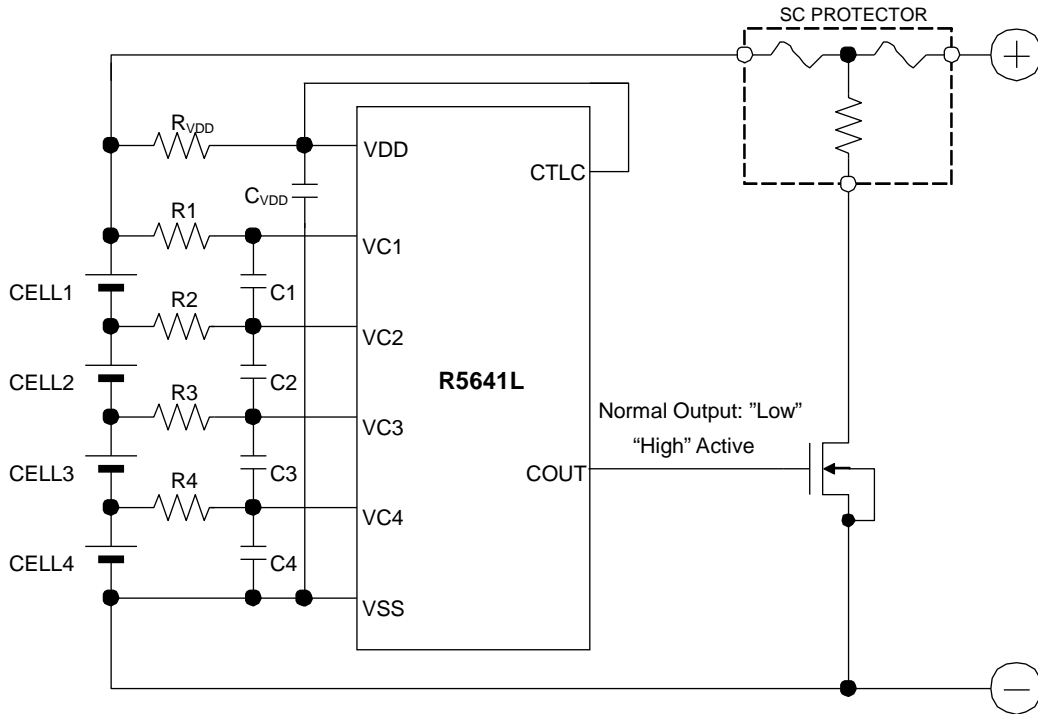 SC PROTECTOR
+
RVDD
VDD
CTLC
CVDD
R1
VC1
CELL1
C1
R2
VC2
CELL2
C2
R5641L
R3
VC3
Normal Output: ”Low”
“High” Active
CELL3
C3
COUT
R4
VC4
CELL4
C4
VSS
−